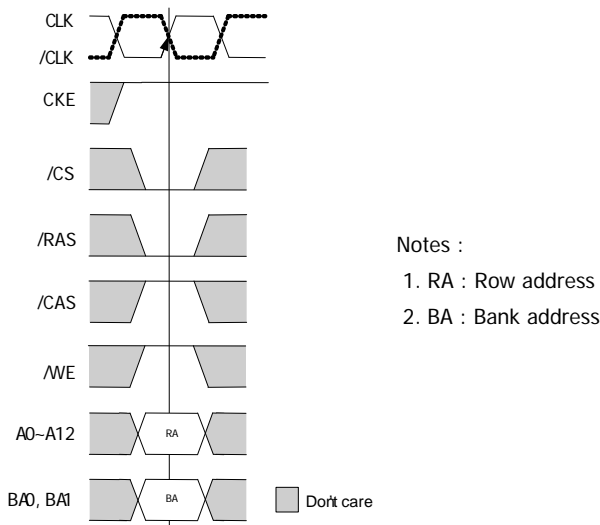 CLK
/CLK
CKE
/CS
/RAS
/CAS
/WE
A0~A12
RA
BA0, BA1
BA
Don't care
Notes :
1. RA : Row address
2. BA : Bank address